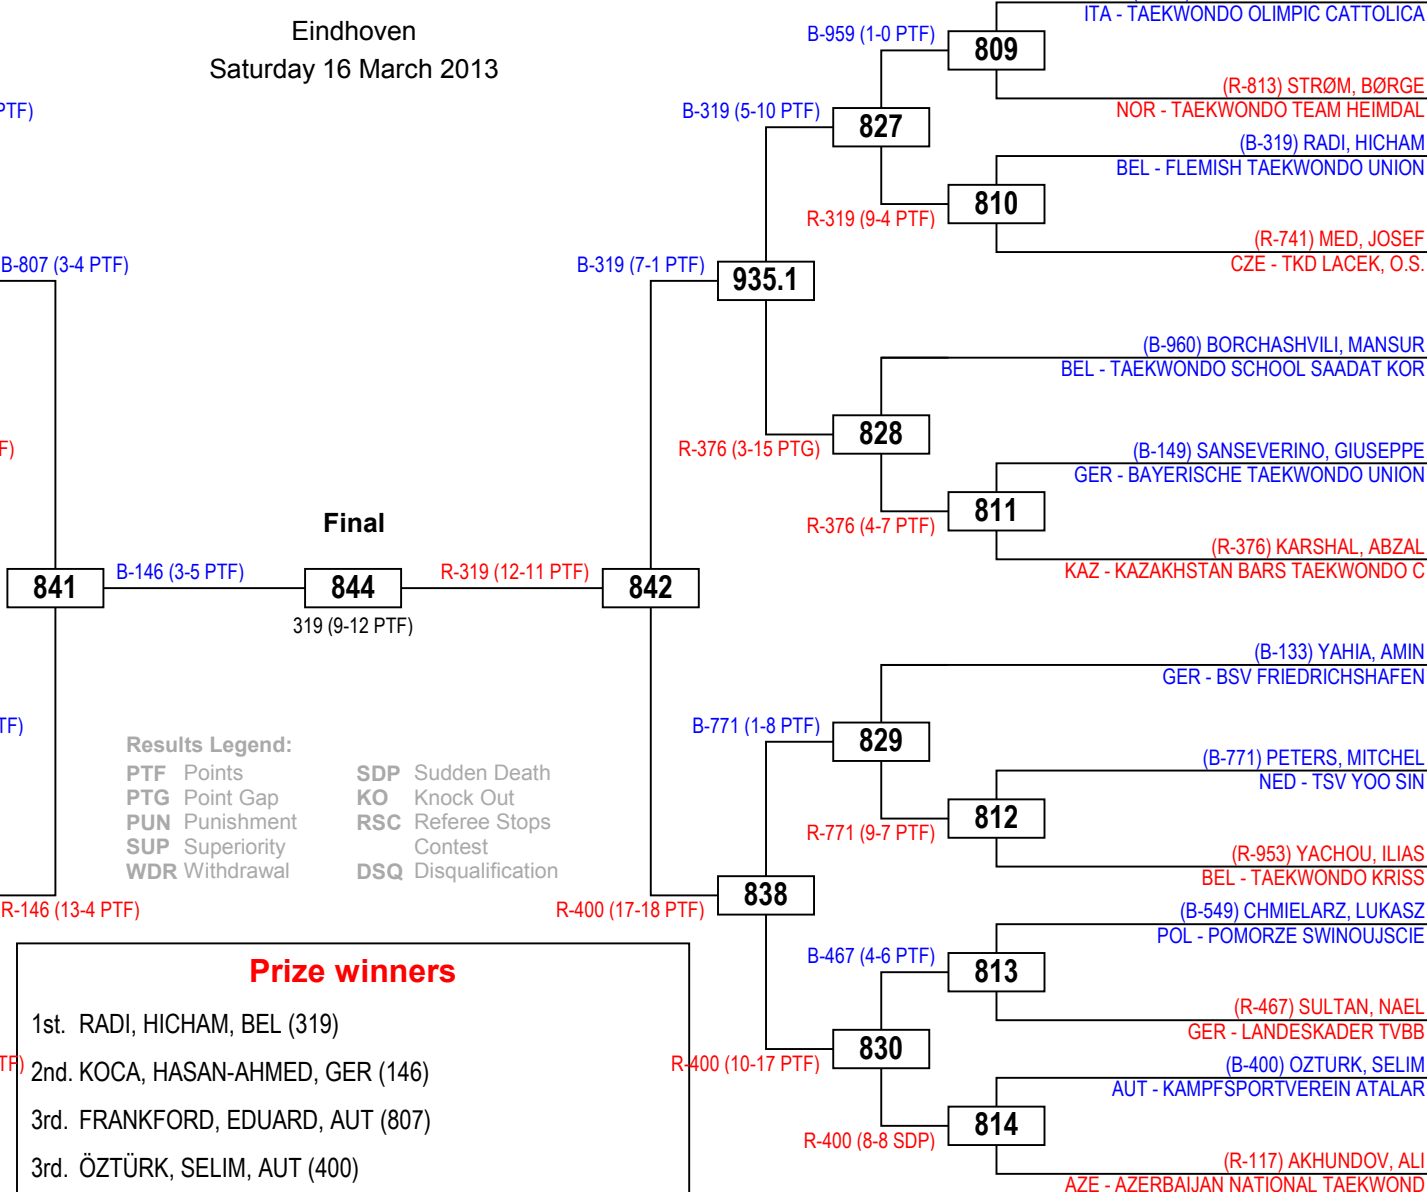 Eindhoven
Saturday 16 March 2013
ITA - TAEKWONDO OLIMPIC CATTOLICA
B-959 (1-0 PTF)
809
(R-813) STRØM, BØRGE
NOR - TAEKWONDO TEAM HEIMDAL
PTF)
B-319 (5-10 PTF)
827
(B-319) RADI, HICHAM
BEL - FLEMISH TAEKWONDO UNION
810
R-319 (9-4 PTF)
(R-741) MED, JOSEF
CZE - TKD LACEK, O.S.
B-807 (3-4 PTF)
B-319 (7-1 PTF)
935.1
(B-960) BORCHASHVILI, MANSUR
BEL - TAEKWONDO SCHOOL SAADAT KOR
828
F)
R-376 (3-15 PTG)
(B-149) SANSEVERINO, GIUSEPPE
GER - BAYERISCHE TAEKWONDO UNION
811
R-376 (4-7 PTF)
(R-376) KARSHAL, ABZAL
KAZ - KAZAKHSTAN BARS TAEKWONDO C
Final
841
B-146 (3-5 PTF)
844
R-319 (12-11 PTF)
842
319 (9-12 PTF)
(B-133) YAHIA, AMIN
GER - BSV FRIEDRICHSHAFEN
TF)
B-771 (1-8 PTF)
829
(B-771) PETERS, MITCHEL
NED - TSV YOO SIN
812
R-771 (9-7 PTF)
(R-953) YACHOU, ILIAS
BEL - TAEKWONDO KRISS
Results Legend:
PTF Points
PTG Point Gap
PUN Punishment
SUP Superiority
WDR Withdrawal
SDP Sudden Death
KO Knock Out
RSC Referee Stops
Contest
DSQ Disqualification
R-146 (13-4 PTF)
R-400 (17-18 PTF)
838
(B-549) CHMIELARZ, LUKASZ
POL - POMORZE SWINOUJSCIE
B-467 (4-6 PTF)
813
(R-467) SULTAN, NAEL
GER - LANDESKADER TVBB
TF)
R-400 (10-17 PTF)
830
(B-400) OZTURK, SELIM
AUT - KAMPFSPORTVEREIN ATALAR
814
R-400 (8-8 SDP)
(R-117) AKHUNDOV, ALI
AZE - AZERBAIJAN NATIONAL TAEKWOND
Prize winners
1st. RADI, HICHAM, BEL (319)
2nd. KOCA, HASAN-AHMED, GER (146)
3rd. FRANKFORD, EDUARD, AUT (807)
3rd. ÖZTÜRK, SELIM, AUT (400)